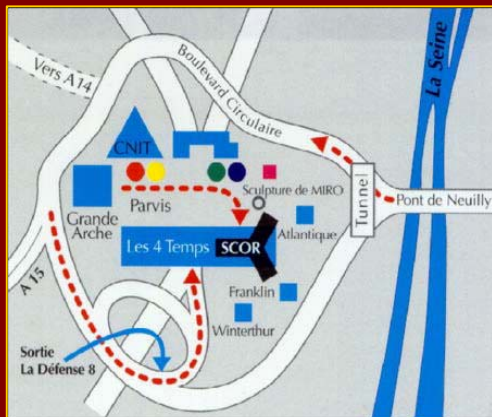 Vers A14
Boulevard Circulaire
La Seine
CNIT
Sculpture de MIRO
Tunnel
Pont de Neuilly
Grande
Arche
Parvis
Atlantique
Les 4 Temps
SCOR
A 15
Franklin
Winterthur
Sortie
La Défense 8